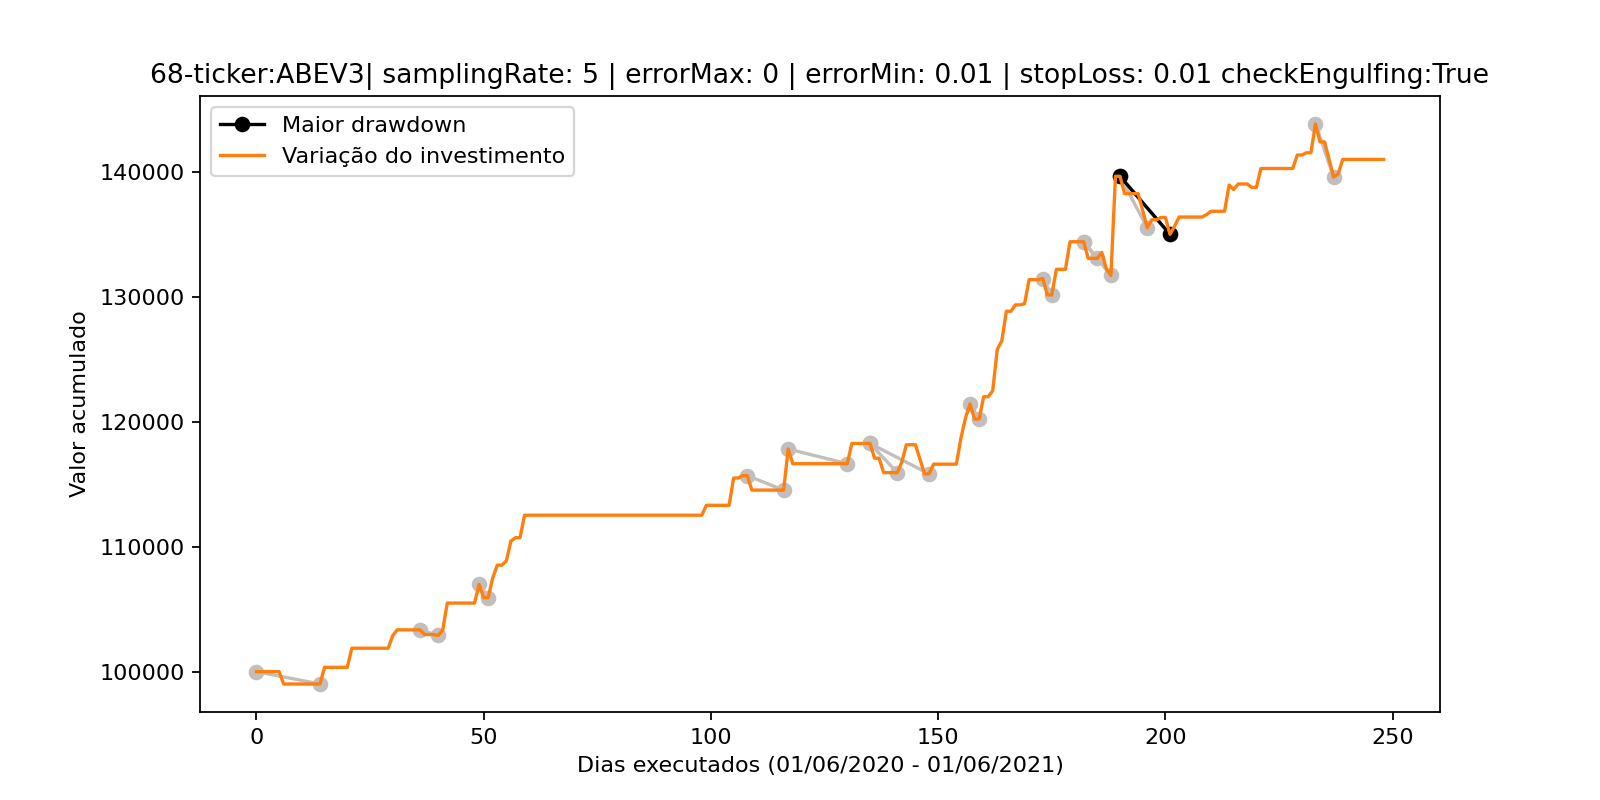 68-ticker:ABEV3| samplingRate: 5 | errorMax: 0 | errorMin: 0.01 | stopLoss: 0.01 checkEngulfing:True
Maior drawdown
Variação do investimento
Valor acumulado
140000
130000
120000
110000
100000
0 50 100 150 200 250
Dias executados (01/06/2020 - 01/06/2021)